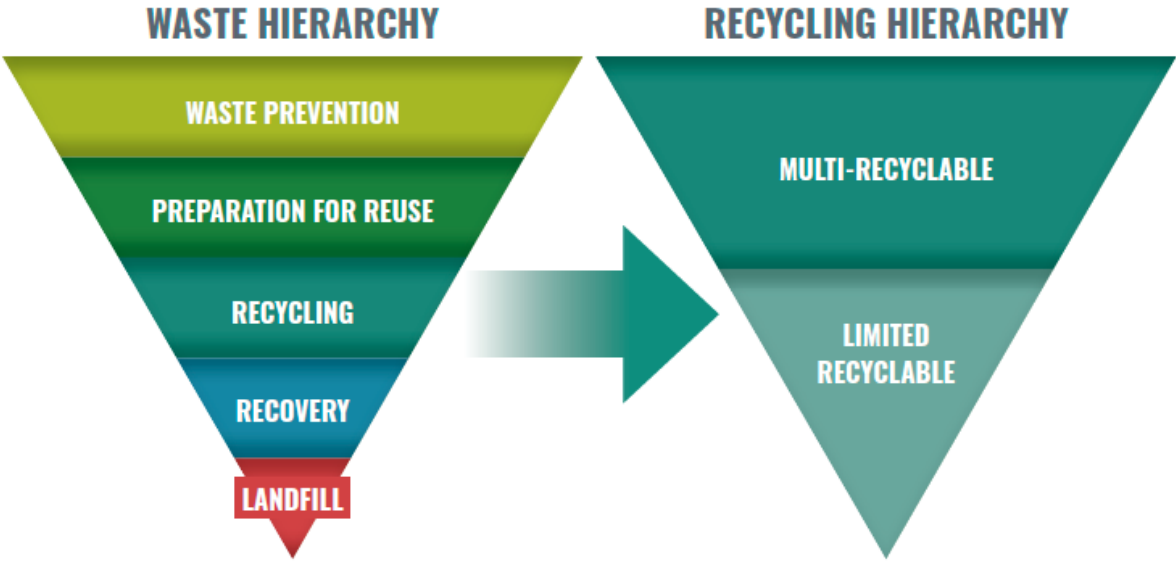 WASTE HIERARCHY
WASTE PREVENTION
PREPARATION FOR REUSE
RECYCLING
RECOVERY
LANDFILL
RECYCLING HIERARCHY
MULTI-RECYCLABLE
LIMITED
RECYCLABLE